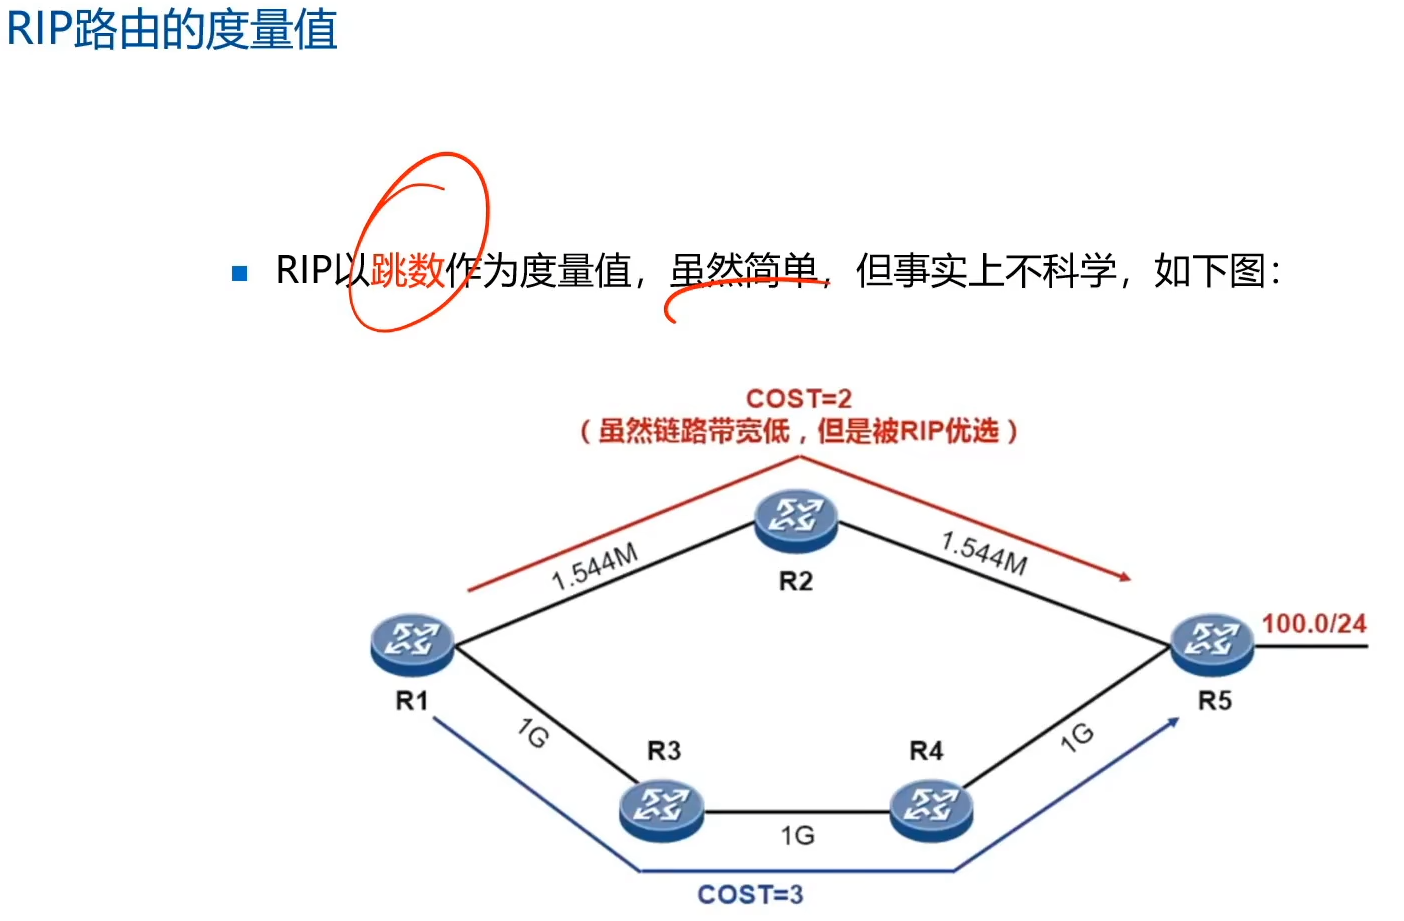 RIP路由的度量值
RIP以跳数作为度量值，虽然简单，但事实上不科学，如下图：
COST=2
（虽然链路带宽低，但是被RIP优选）
1.544M
1.544M
R2
100.0/24
R1
R5
1G
R3
R4
1G
1G
COST=3